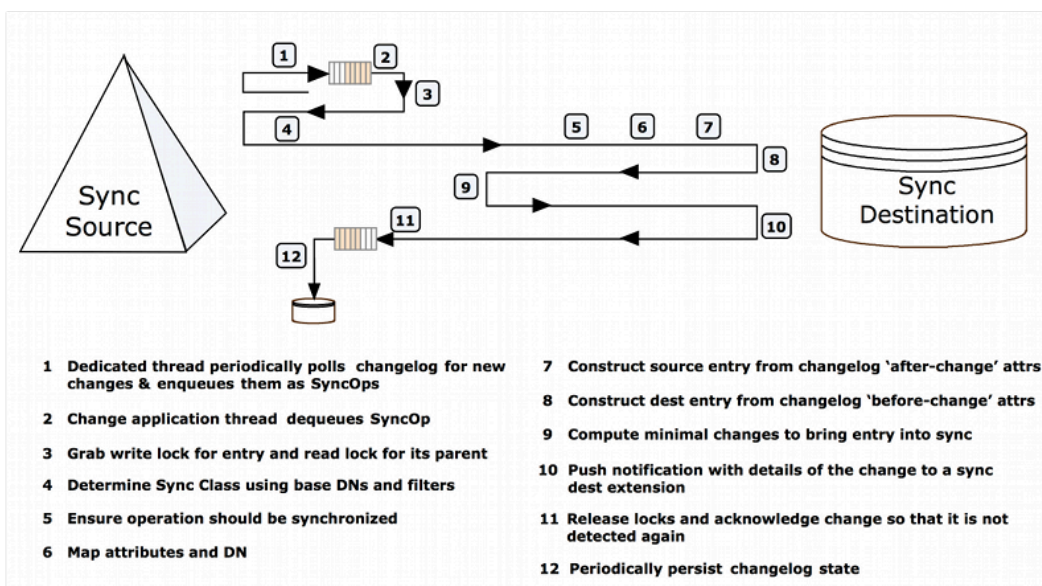 1
2
3
4
5
6
7
8
9
10
11
12
Sync
Source
Sync
Destination
1 Dedicated thread periodically polls changelog for new
changes & enqueues them as SyncOps
2 Change application thread dequeues SyncOp
3 Grab write lock for entry and read lock for its parent
4 Determine Sync Class using base DNs and filters
5 Ensure operation should be synchronized
6 Map attributes and DN
7 Construct source entry from changelog ‘after-change’ attrs
8 Construct dest entry from changelog ‘before-change’ attrs
9 Compute minimal changes to bring entry into sync
10 Push notification with details of the change to a sync
dest extension
11 Release locks and acknowledge change so that it is not
detected again
12 Periodically persist changelog state